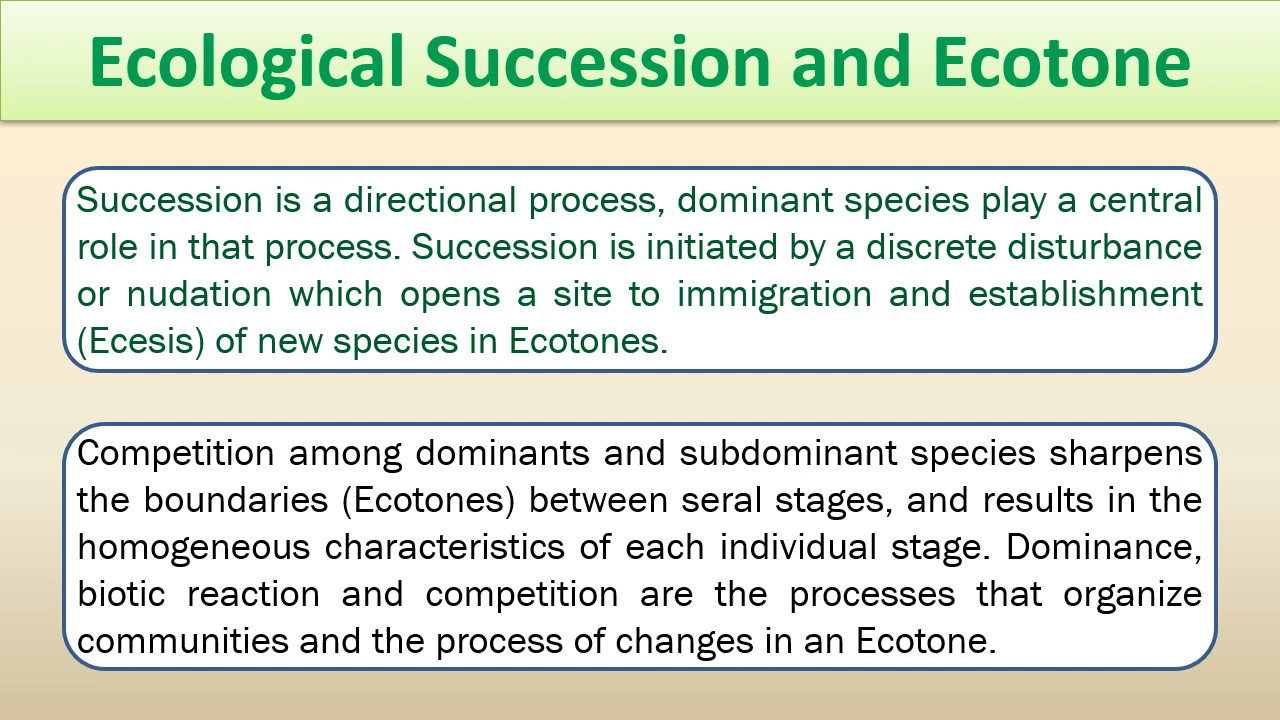 Ecological Succession and Ecotone
Succession is a directional process, dominant species play a central
role in that process. Succession is initiated by a discrete disturbance
or nudation which opens a site to immigration and establishment
(Ecesis) of new species in Ecotones.
Competition among dominants and subdominant species sharpens
the boundaries (Ecotones) between seral stages, and results in the
homogeneous characteristics of each individual stage. Dominance,
biotic reaction and competition are the processes that organize
communities and the process of changes in an Ecotone.